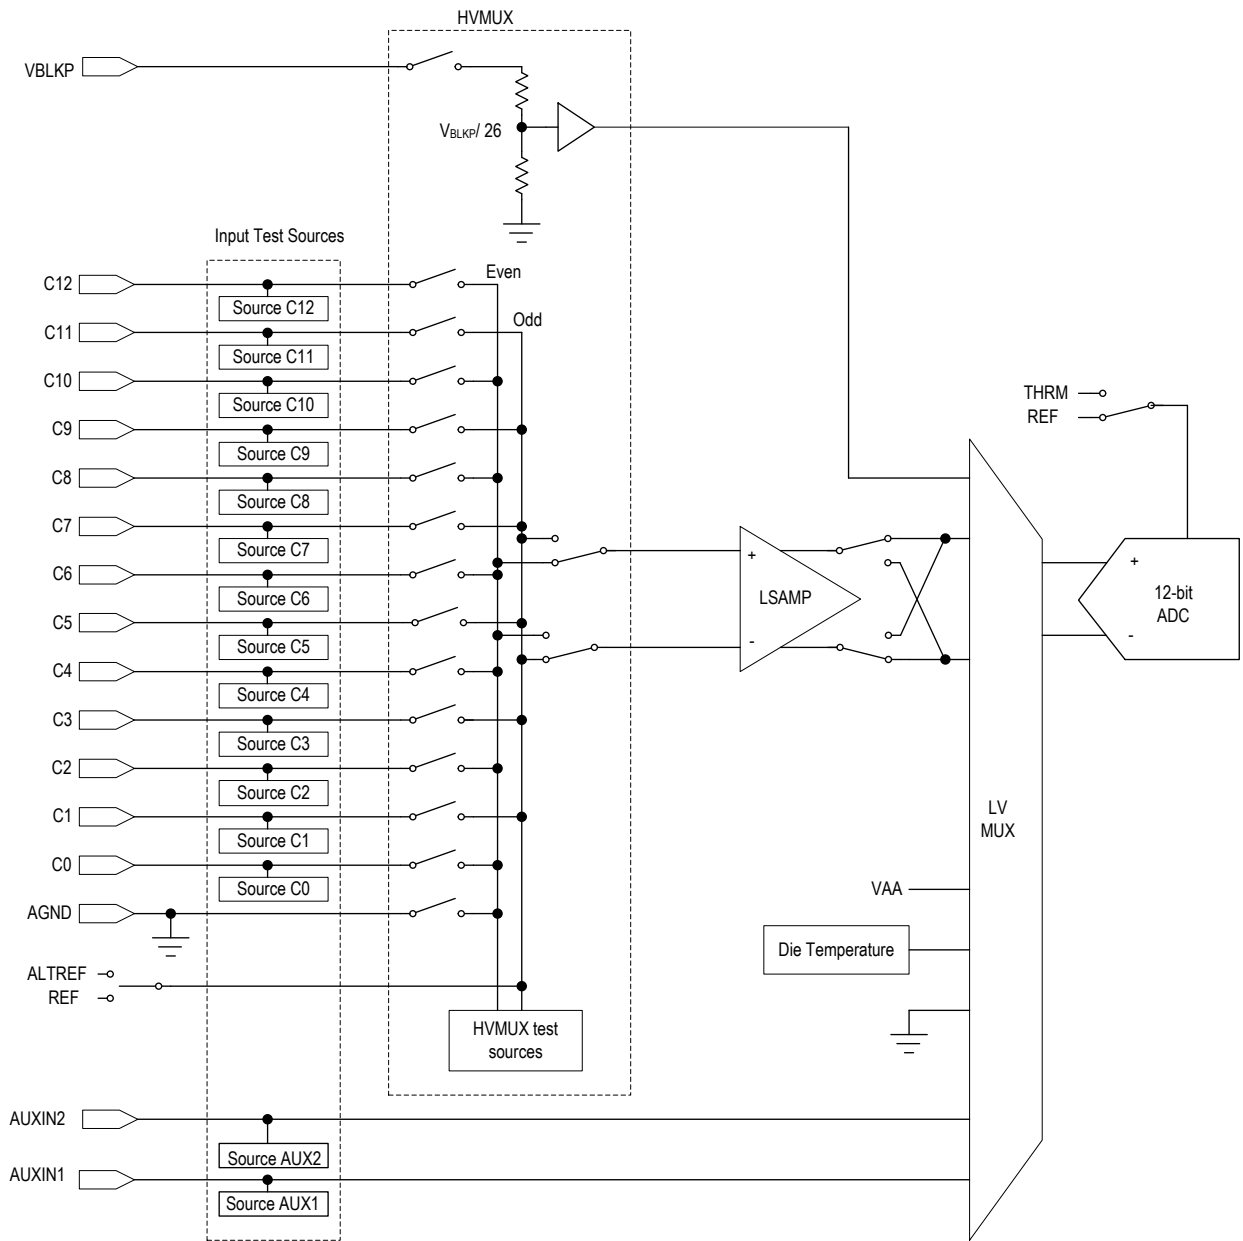 HVMUX
VBLKP
VBLKP/ 26
Input Test Sources
C12
Source C12
Even
C11
Source C11
Odd
C10
Source C10
C9
Source C9
C8
Source C8
C7
Source C7
C6
Source C6
C5
Source C5
C4
Source C4
C3
Source C3
C2
Source C2
C1
Source C1
C0
Source C0
AGND
ALTREF
REF
HVMUX test
sources
AUXIN2
Source AUX2
AUXIN1
Source AUX1
+
LSAMP
-
THRM
REF
+
12-bit
ADC
-
LV
MUX
VAA
Die Temperature